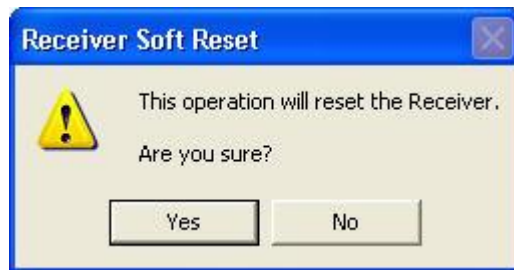 Receiver Soft Reset
This operation will reset the Receiver.
Are you sure?
Yes No